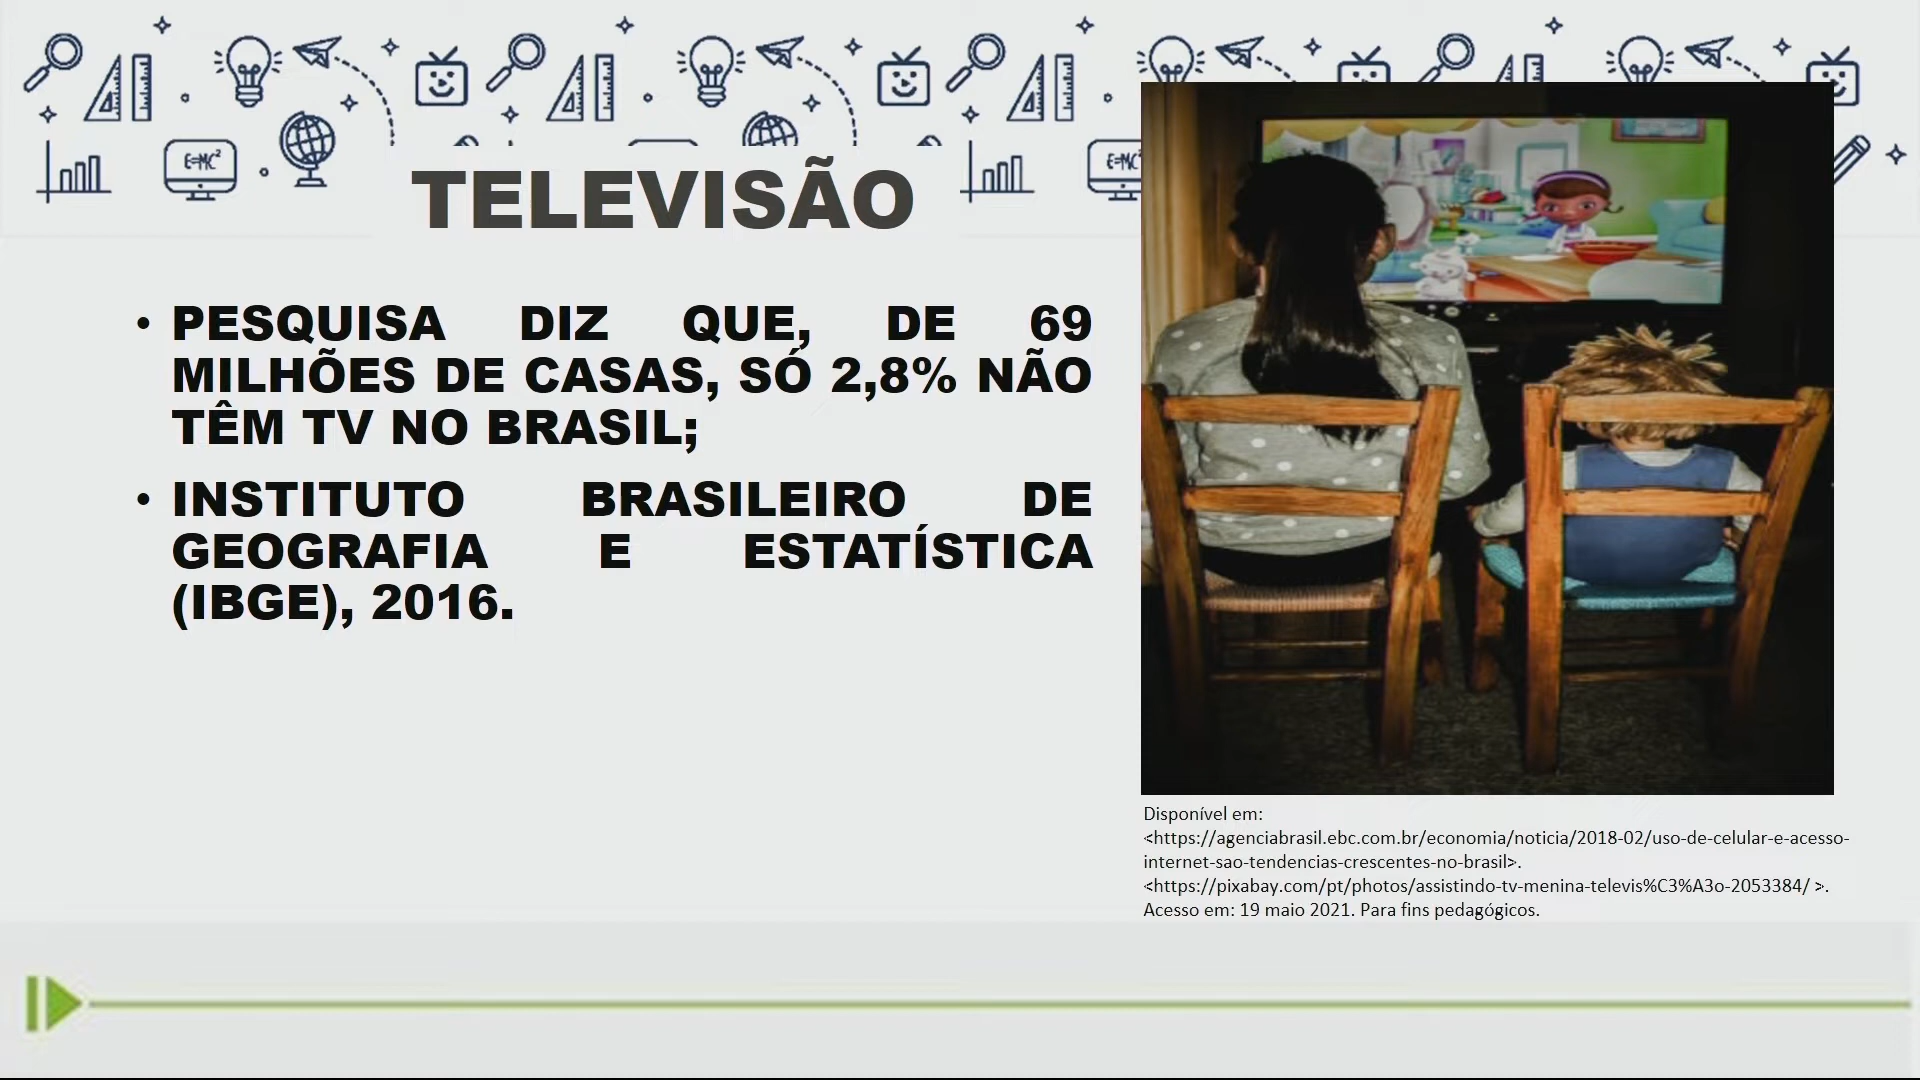 E=MC²
E=MC
TELEVISÃO
• PESQUISA DIZ QUE, DE 69
MILHÕES DE CASAS, SÓ 2,8% NÃO
TÊM TV NO BRASIL;
• INSTITUTO BRASILEIRO DE
GEOGRAFIA E ESTATÍSTICA
(IBGE), 2016.
Disponível em:
<https://agenciabrasil.ebc.com.br/economia/noticia/2018-02/uso-de-celular-e-acesso-
internet-sao-tendencias-crescentes-no-brasil>.
<https://pixabay.com/pt/photos/assistindo-tv-menina-televis%C3%A3o-2053384/ >.
Acesso em: 19 maio 2021. Para fins pedagógicos.